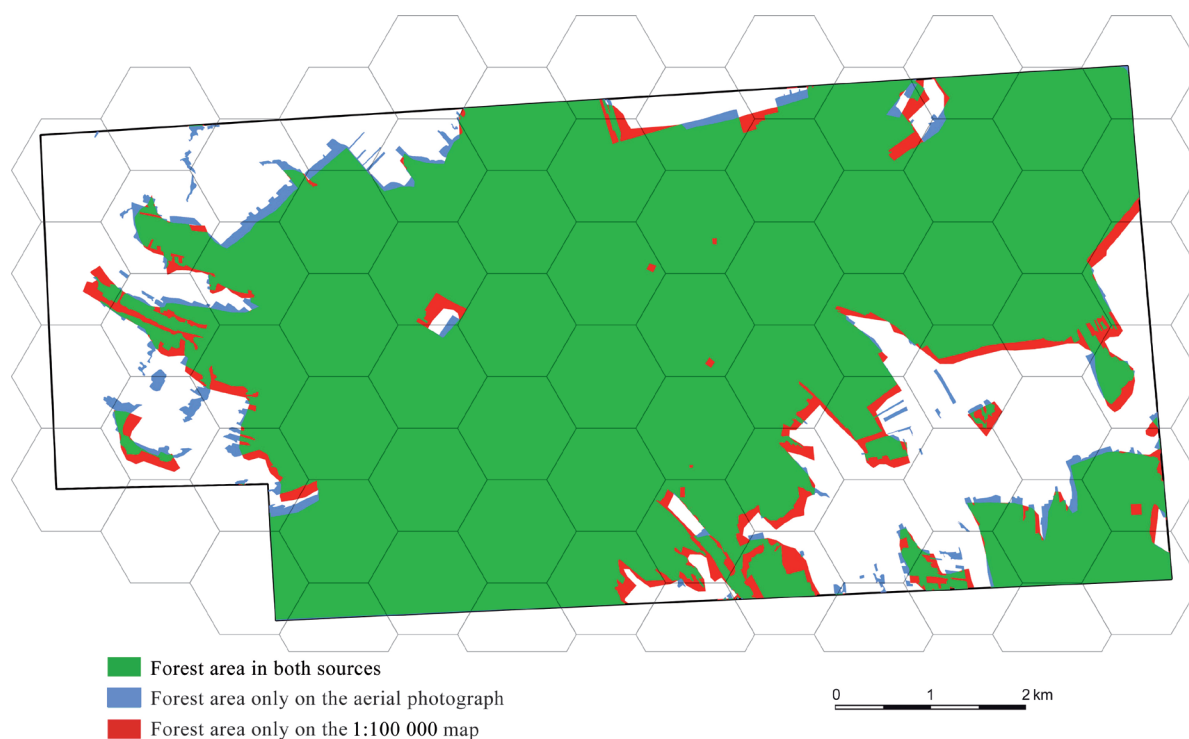 Forest area in both sources
Forest area only on the aerial photograph
Forest area only on the 1:100 000 map
0 1 2 km